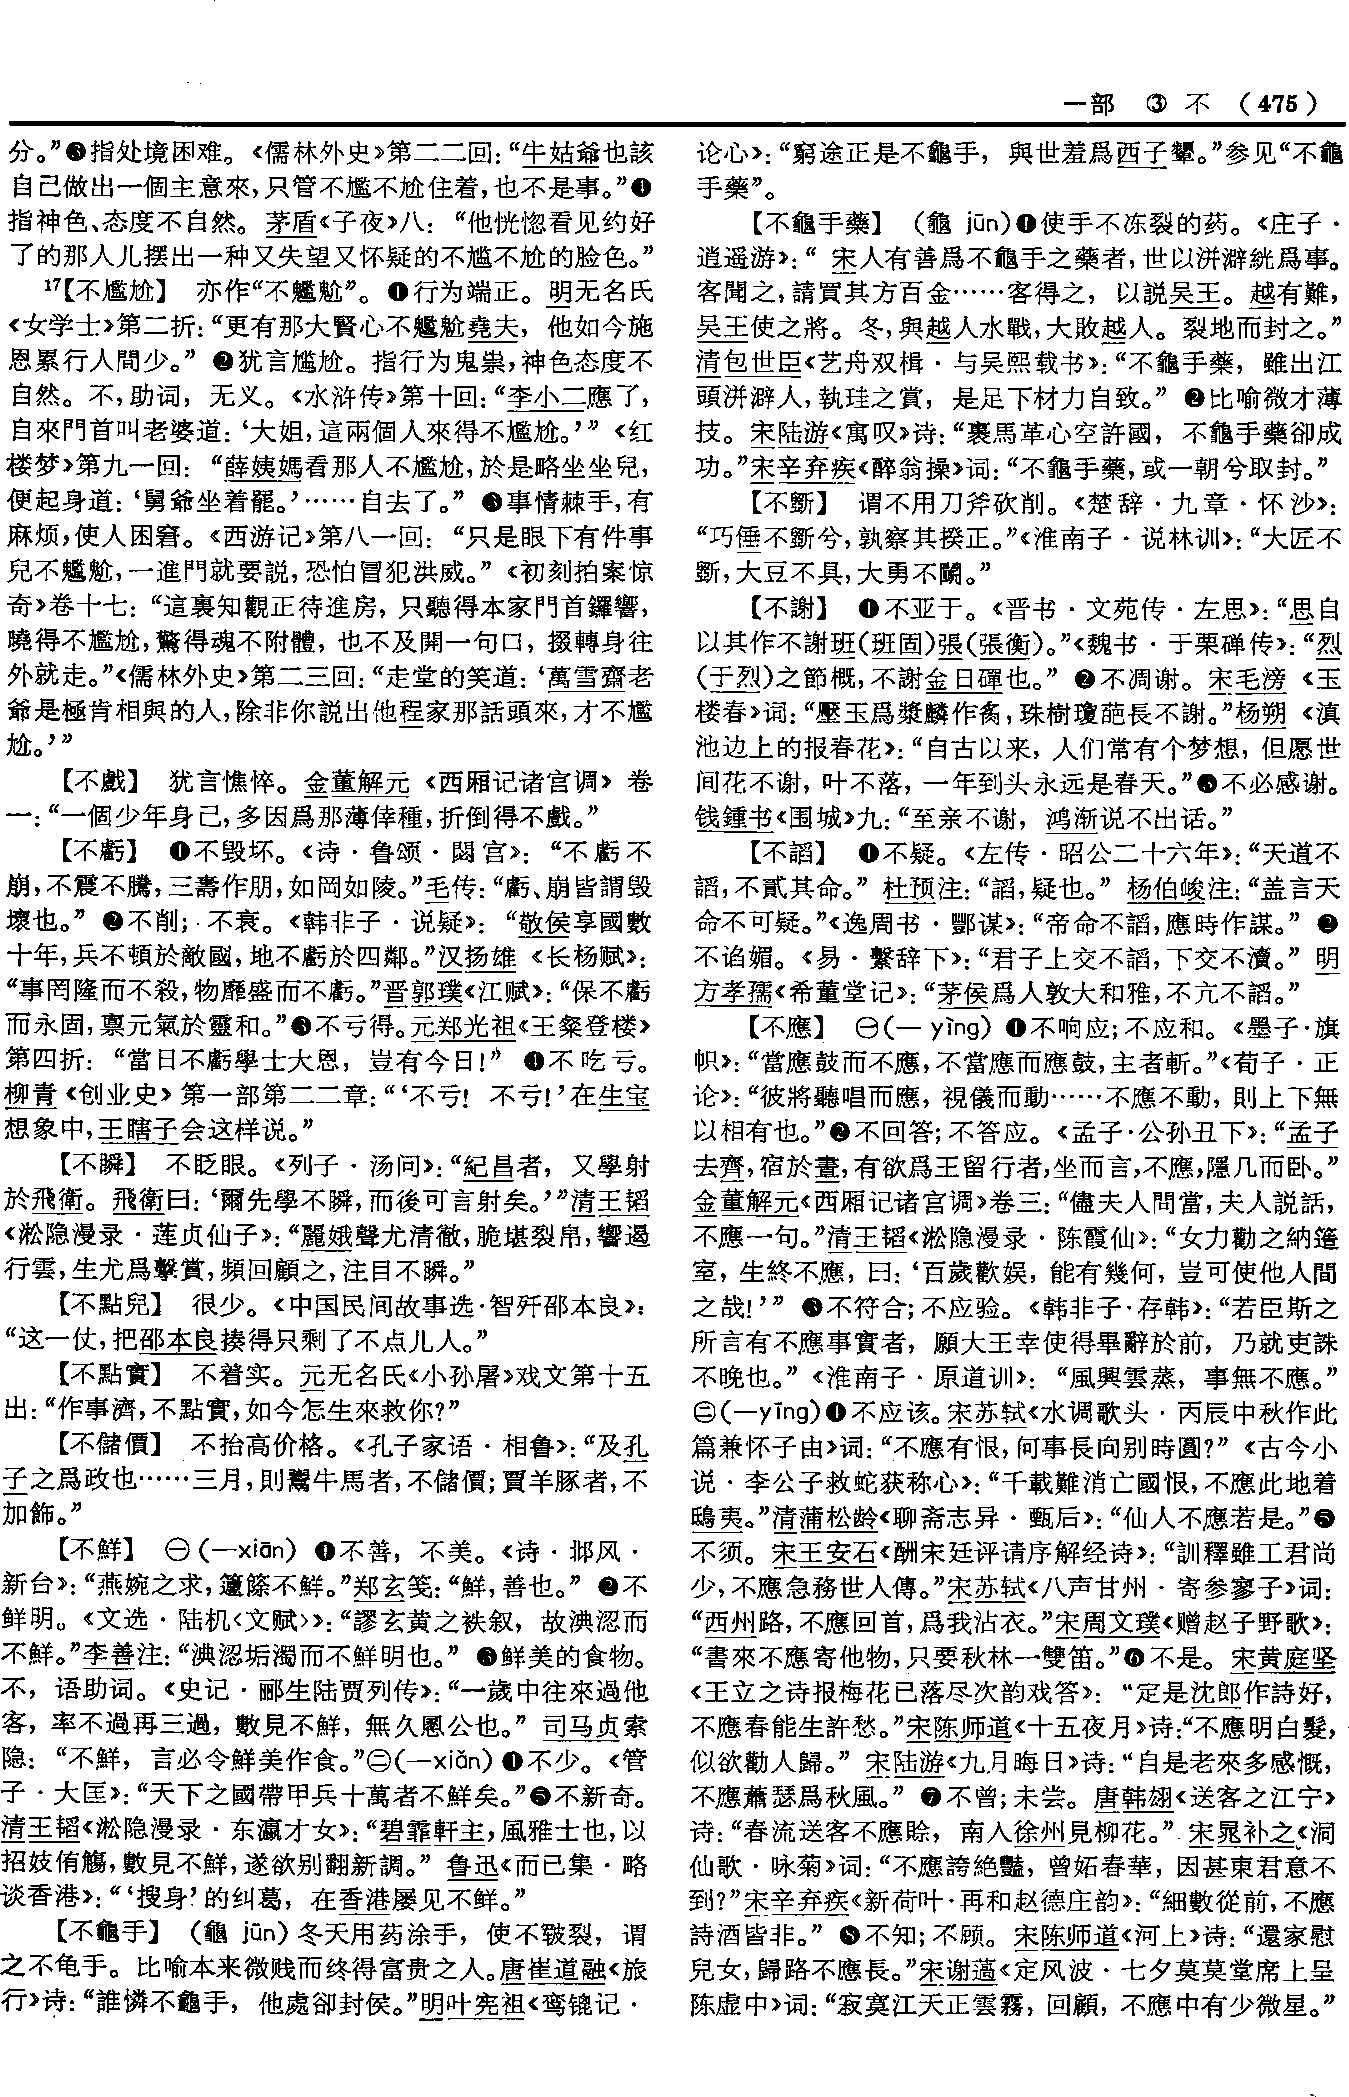 一部 ③ 不 (475)
分。”❸指处境困难。《儒林外史》第二二回：“牛姑爺也該
自己做出一個主意來，只管不尷不尬住着，也不是事。”❹
指神色、态度不自然。茅盾《子夜》八：“他恍惚看见约好
了的那人儿摆出一种又失望又怀疑的不尴不尬的脸色。”
17【不尷尬】 亦作“不魀魀”。❶行为端正。明无名氏
《女学士》第二折：“更有那大賢心不尷尬堯夫，他如今施
恩累行人間少。” ❷犹言尴尬。指行为鬼祟，神色态度不
自然。不，助词，无义。《水浒传》第十回：“李小二應了，
自來門首叫老婆道：‘大姐，這兩個人來得不尷尬。’”《红
楼梦》第九一回：“薛姨媽看那人不尷尬，於是略坐坐兒，
便起身道：‘舅爺坐着罷。’……自去了。” ❸事情棘手，有
麻烦，使人困窘。《西游记》第八一回：“只是眼下有件事
兒不尷尬，一進門就要説，恐怕冒犯洪威。”《初刻拍案惊
奇》卷十七：“這裏知觀正待進房，只聽得本家門首鑼響，
曉得不尷尬，驚得魂不附體，也不及開一句口，掇轉身往
外就走。”《儒林外史》第二三回：“走堂的笑道：‘萬雪齋老
爺是極肯相與的人，除非你説出他程家那話頭來，才不尷
尬。’”
【不戲】 犹言憔悴。金董解元《西厢记诸宫调》卷
一：“一個少年身己，多因爲那薄倖種，折倒得不戲。”
【不虧】 ❶不毁坏。《诗·鲁颂·閟宫》：“不虧不
崩，不震不騰，三壽作朋，如岡如陵。”毛传：“虧、崩皆謂毁
壞也。” ❷不削；不衰。《韩非子·说疑》：“敬侯享國數
十年，兵不頓於敵國，地不虧於四鄰。”汉扬雄《长杨赋》：
“事罔隆而不殺，物靡盛而不虧。”晋郭璞《江赋》：“保不虧
而永固，禀元氣於靈和。”❸不亏得。元郑光祖《王粲登楼》
第四折：“當日不虧學士大恩，豈有今日！” ❹不吃亏。
柳青《创业史》第一部第二二章：“‘不亏！不亏！’在生宝
想象中，王瞎子会这样说。”
【不瞬】 不眨眼。《列子·汤问》：“紀昌者，又學射
於飛衛。飛衛曰：‘爾先學不瞬，而後可言射矣。’”清王韬
《淞隐漫录·莲贞仙子》：“麗娥聲尤清徹，脆堪裂帛，響遏
行雲，生尤爲擊賞，頻回顧之，注目不瞬。”
【不點兒】 很少。《中国民间故事选·智歼邵本良》：
“这一仗，把邵本良揍得只剩了不点儿人。”
【不點實】 不着实。元无名氏《小孙屠》戏文第十五
出：“作事濟，不點實，如今怎生來救你？”
【不儲價】 不抬高价格。《孔子家语·相鲁》：“及孔
子之爲政也……三月，則鬻牛馬者，不儲價；賈羊豚者，不
加飾。”
【不鮮】 ㊀(—xiān) ❶不善，不美。《诗·邶风·
新台》：“燕婉之求，籧篨不鮮。”郑玄笺：“鮮，善也。” ❷不
鲜明。《文选·陆机〈文赋〉》：“謬玄黄之袟叙，故淟涊而
不鮮。”李善注：“淟涊垢濁而不鮮明也。” ❸鲜美的食物。
不，语助词。《史记·郦生陆贾列传》：“一歲中往來過他
客，率不過再三過，數見不鮮，無久慁公也。”司马贞索
隐：“不鮮，言必令鮮美作食。”㊁(—xiǎn) ❶不少。《管
子·大匡》：“天下之國帶甲兵十萬者不鮮矣。”❺不新奇。
清王韬《淞隐漫录·东瀛才女》：“碧霏軒主，風雅士也，以
招妓侑觴，數見不鮮，遂欲别翻新調。”鲁迅《而已集·略
谈香港》：“‘搜身’的纠葛，在香港屡见不鲜。”
【不龜手】 (龜 jūn) 冬天用药涂手，使不皲裂，谓
之不龟手。比喻本来微贱而终得富贵之人。唐崔道融《旅
行》诗：“誰憐不龜手，他處卻封侯。”明叶宪祖《鸾鎞记·
论心》：“窮途正是不龜手，與世羞爲西子顰。”参见“不龜
手藥”。
【不龜手藥】 (龜 jūn)❶使手不冻裂的药。《庄子·
逍遥游》：“宋人有善爲不龜手之藥者，世以洴澼絖爲事。
客聞之，請買其方百金……客得之，以説吴王。越有難，
吴王使之將。冬，與越人水戰，大敗越人。裂地而封之。”
清包世臣《艺舟双楫·与吴熙载书》：“不龜手藥，雖出江
頭洴澼人，執珪之賞，是足下材力自致。” ❷比喻微才薄
技。宋陆游《寓叹》诗：“裹馬革心空許國，不龜手藥卻成
功。”宋辛弃疾《醉翁操》词：“不龜手藥，或一朝兮取封。”
【不斲】 谓不用刀斧砍削。《楚辞·九章·怀沙》：
“巧倕不斲兮，孰察其揆正。”《淮南子·说林训》：“大匠不
斲，大豆不具，大勇不鬭。”
【不謝】 ❶不亚于。《晋书·文苑传·左思》：“思自
以其作不謝班(班固)張(張衡)。”《魏书·于栗磾传》：“烈
(于烈)之節概，不謝金日磾也。” ❷不凋谢。宋毛滂《玉
楼春》词：“壓玉爲漿麟作脯，珠樹瓊葩長不謝。”杨朔《滇
池边上的报春花》：“自古以来，人们常有个梦想，但愿世
间花不谢，叶不落，一年到头永远是春天。”❸不必感谢。
钱鍾书《围城》九：“至亲不谢，鸿渐说不出话。”
【不謟】 ❶不疑。《左传·昭公二十六年》：“天道不
謟，不貳其命。”杜预注：“謟，疑也。”杨伯峻注：“盖言天
命不可疑。”《逸周书·酆谋》：“帝命不謟，應時作謀。” ❷
不谄媚。《易·繫辞下》：“君子上交不謟，下交不瀆。”明
方孝孺《希董堂记》：“茅侯爲人敦大和雅，不亢不謟。”
【不應】 ㊀(— yìng) ❶不响应；不应和。《墨子·旗
帜》：“當應鼓而不應，不當應而應鼓，主者斬。”《荀子·正
论》：“彼將聽唱而應，視儀而動……不應不動，則上下無
以相有也。”❷不回答；不答应。《孟子·公孙丑下》：“孟子
去齊，宿於晝，有欲爲王留行者，坐而言，不應，隱几而卧。”
金董解元《西厢记诸宫调》卷三：“儘夫人問當，夫人説話，
不應一句。”清王韬《淞隐漫录·陈霞仙》：“女力勸之納簉
室，生終不應，曰：‘百歲歡娱，能有幾何，豈可使他人間
之哉！’” ❸不符合；不应验。《韩非子·存韩》：“若臣斯之
所言有不應事實者，願大王幸使得畢辭於前，乃就吏誅
不晚也。”《淮南子·原道训》：“風興雲蒸，事無不應。”
㊁(—yīng)❶不应该。宋苏轼《水调歌头·丙辰中秋作此
篇兼怀子由》词：“不應有恨，何事長向别時圓？”《古今小
说·李公子救蛇获称心》：“千載難消亡國恨，不應此地着
鴟夷。”清蒲松龄《聊斋志异·甄后》：“仙人不應若是。”❺
不须。宋王安石《酬宋廷评请序解经诗》：“訓釋雖工君尚
少，不應急務世人傳。”宋苏轼《八声甘州·寄参寥子》词：
“西州路，不應回首，爲我沾衣。”宋周文璞《赠赵子野歌》：
“書來不應寄他物，只要秋林一雙笛。”❻不是。宋黄庭坚
《王立之诗报梅花已落尽次韵戏答》：“定是沈郎作詩好，
不應春能生許愁。”宋陈师道《十五夜月》诗：“不應明白髮，
似欲勸人歸。”宋陆游《九月晦日》诗：“自是老來多感慨，
不應蕭瑟爲秋風。” ❼不曾；未尝。唐韩翃《送客之江宁》
诗：“春流送客不應賒，南入徐州見柳花。”宋晁补之《洞
仙歌·咏菊》词：“不應誇絶豔，曾妬春華，因甚東君意不
到？”宋辛弃疾《新荷叶·再和赵德庄韵》：“細數從前，不應
詩酒皆非。” ❽不知；不顾。宋陈师道《河上》诗：“還家慰
兒女，歸路不應長。”宋谢薖《定风波·七夕莫莫堂席上呈
陈虚中》词：“寂寞江天正雲霧，回顧，不應中有少微星。”